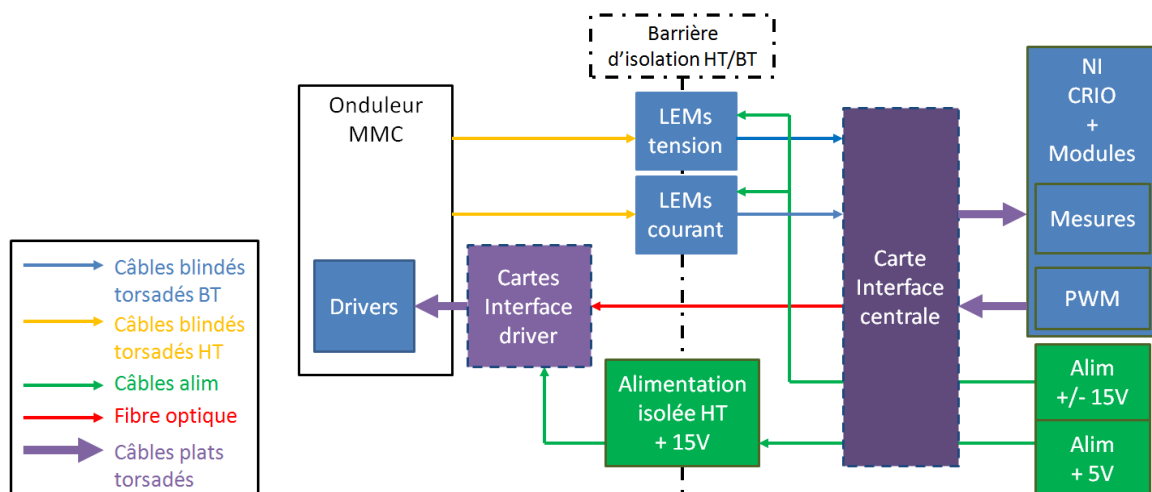 Barrière
d'isolation HT/BT
Onduleur
MMC
LEMs
tension
LEMs
courant
Drivers
Cartes
Interface
driver
Alimentation
isolée HT
+ 15V
Carte
Interface
centrale
NI
CRIO
+
Modules
Mesures
PWM
Alim
+/- 15V
Alim
+ 5V
Câbles blindés
torsadés BT
Câbles blindés
torsadés HT
Câbles alim
Fibre optique
Câbles plats
torsadés